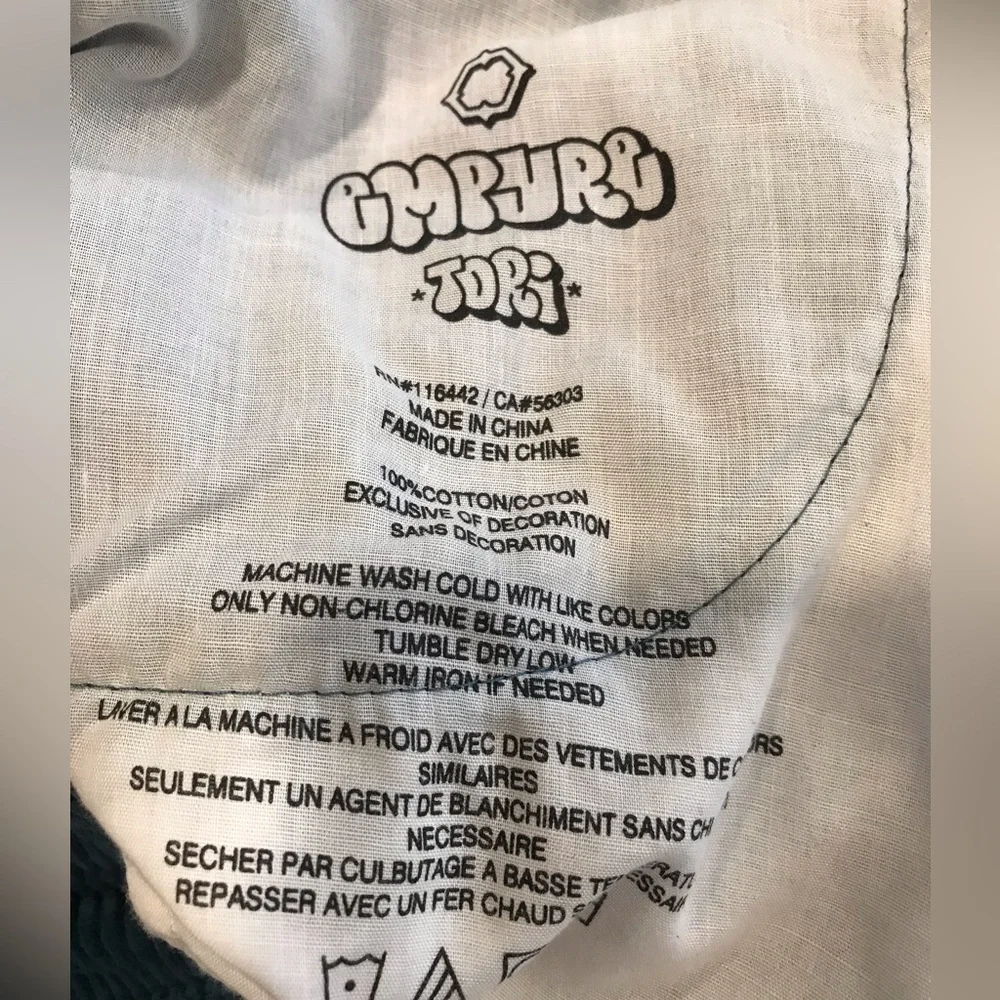 EMPYRE
*TORI*
RN#116442 / CA#56303
MADE IN CHINA
FABRIQUE EN CHINE
100%COTTON/COTON
EXCLUSIVE OF DECORATION
SANS DECORATION
MACHINE WASH COLD WITH LIKE COLORS
ONLY NON-CHLORINE BLEACH WHEN NEEDED
TUMBLE DRY LOW
WARM IRON IF NEEDED
LAVER A LA MACHINE A FROID AVEC DES VETEMENTS DE
SIMILAIRES
SEULEMENT UN AGENT DE BLANCHIMENT SANS
NECESSAIRE
SECHER PAR CULBUTAGE A BASSE
REPASSER AVEC UN FER CHAUD